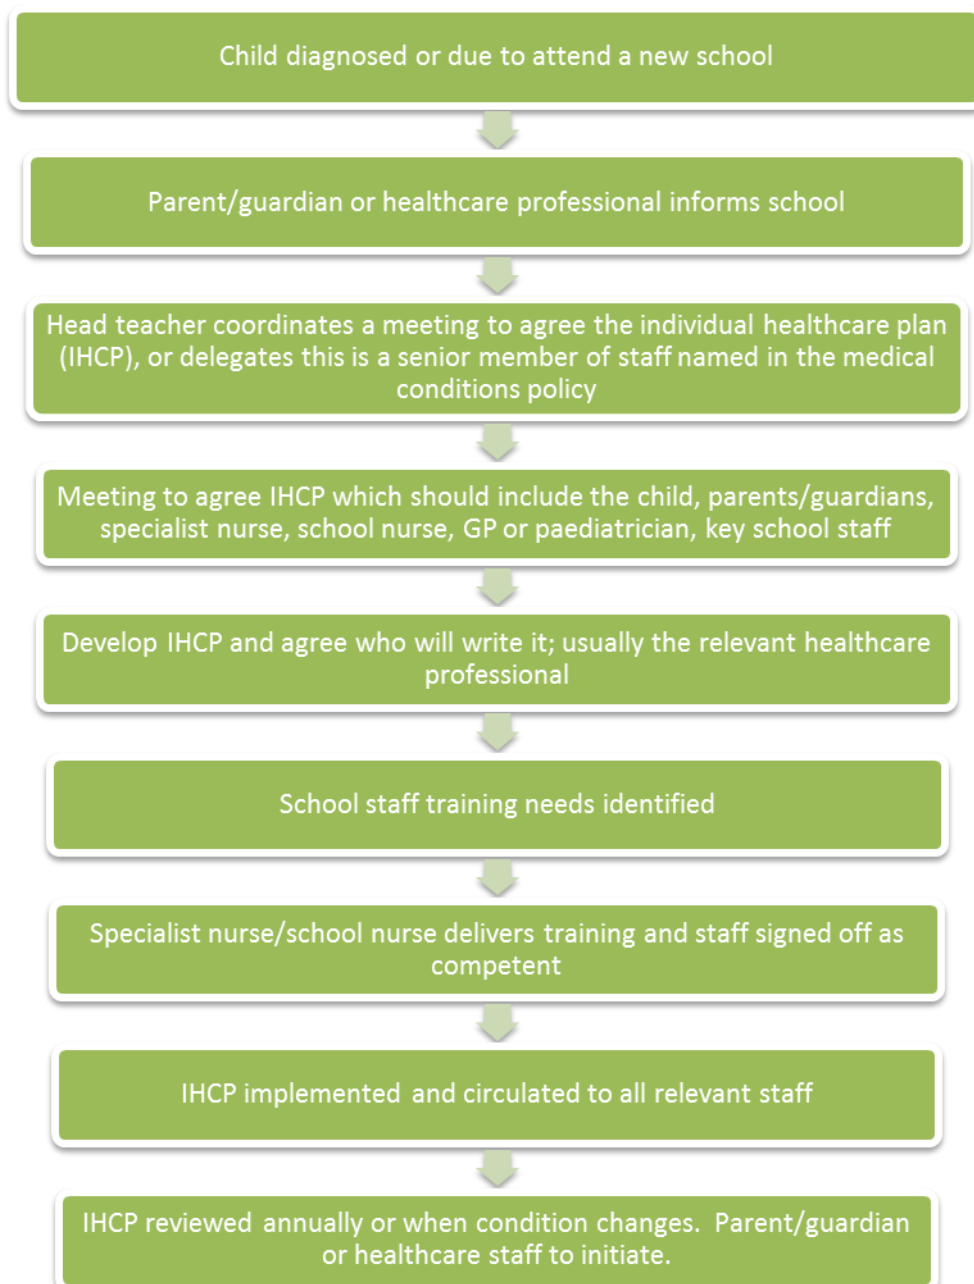 Child diagnosed or due to attend a new school
Parent/guardian or healthcare professional informs school
Head teacher coordinates a meeting to agree the individual healthcare plan
(IHCP), or delegates this is a senior member of staff named in the medical
conditions policy
Meeting to agree IHCP which should include the child, parents/guardians,
specialist nurse, school nurse, GP or paediatrician, key school staff
Develop IHCP and agree who will write it; usually the relevant healthcare
professional
School staff training needs identified
Specialist nurse/school nurse delivers training and staff signed off as
competent
IHCP implemented and circulated to all relevant staff
IHCP reviewed annually or when condition changes. Parent/guardian
or healthcare staff to initiate.